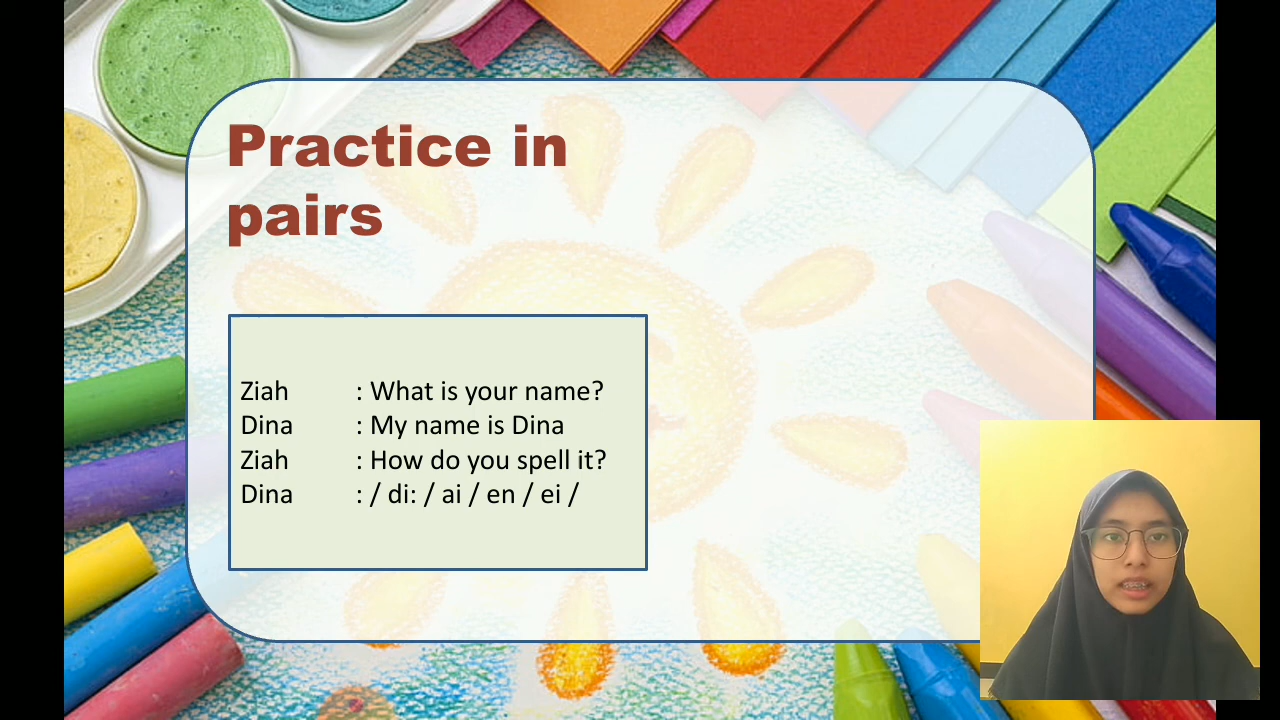 Practice in
pairs
Ziah : What is your name?
Dina : My name is Dina
Ziah : How do you spell it?
Dina : / di: / ai / en / ei /